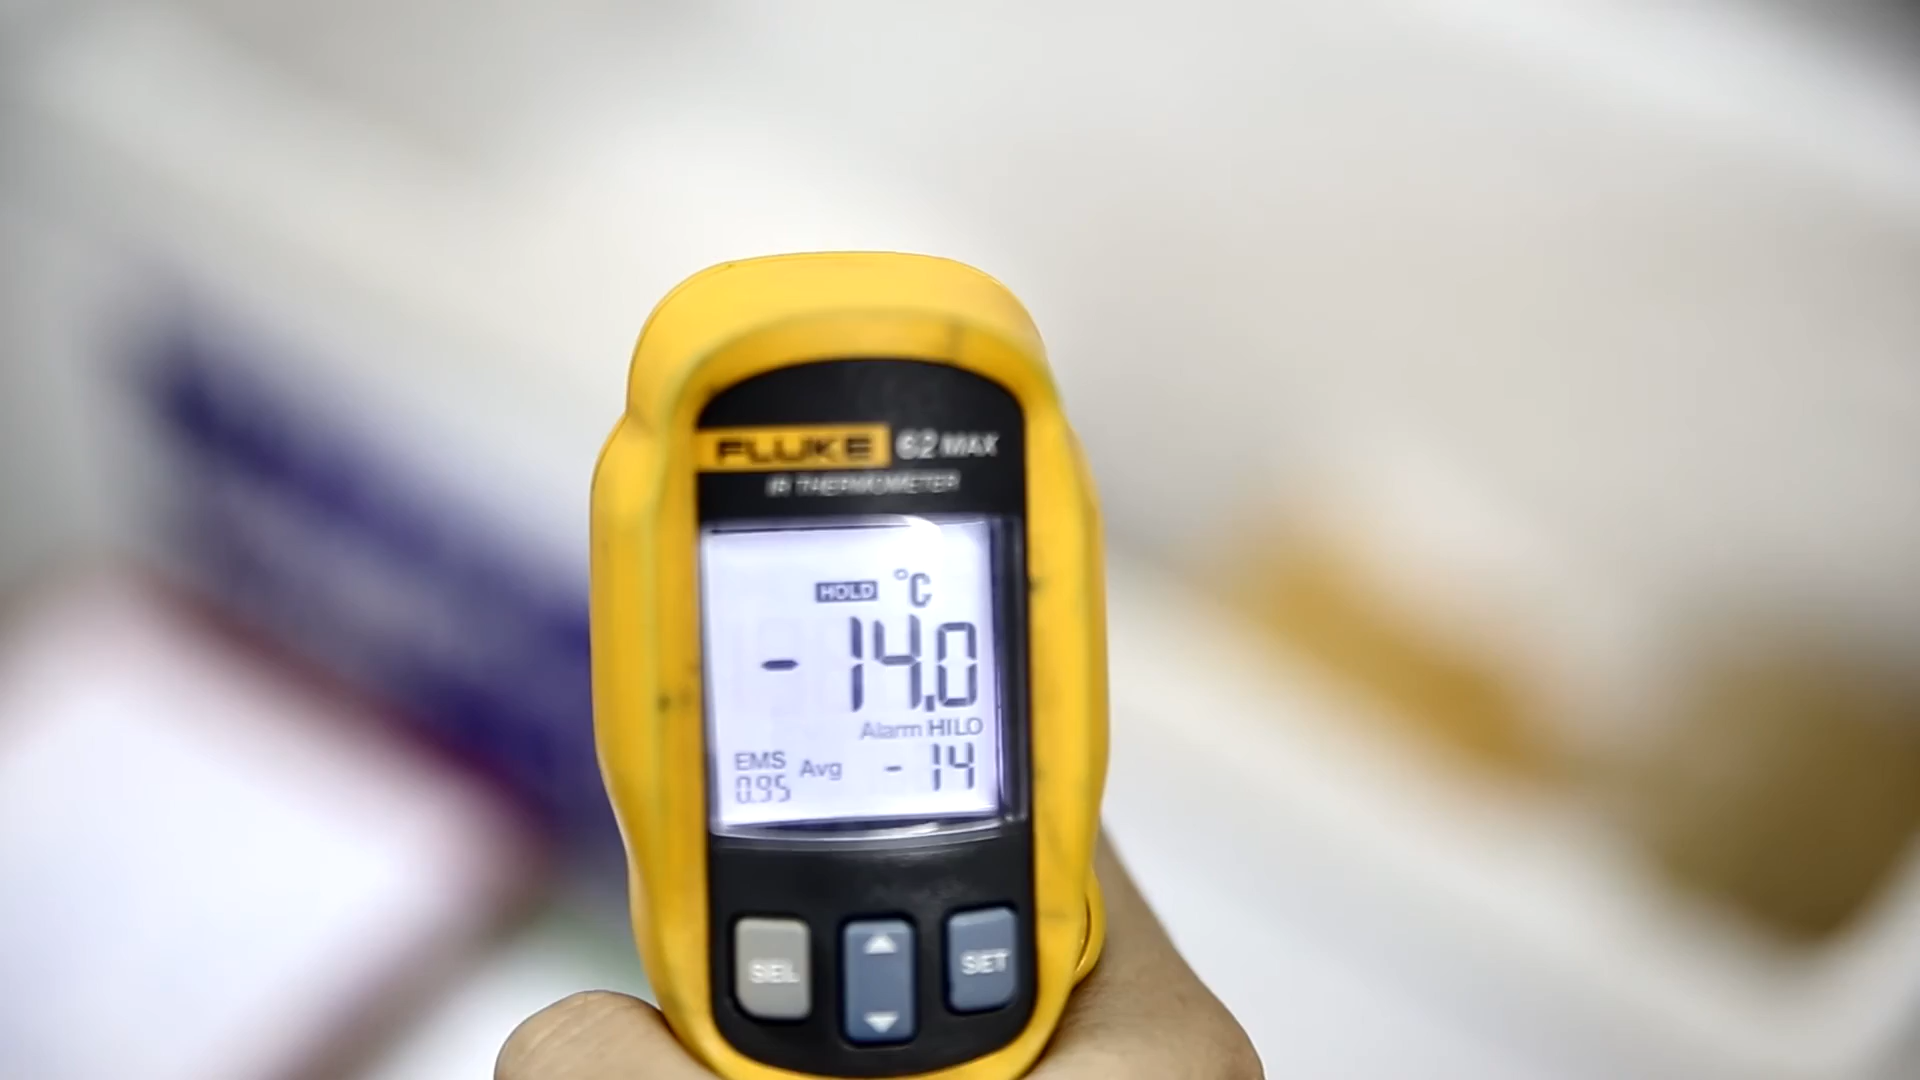 FLUKE 62 MAX
IR THERMOMETER
HOLD °C
-14.0
Alarm HILO
EMS 0.95 Avg -14
SEL
SET